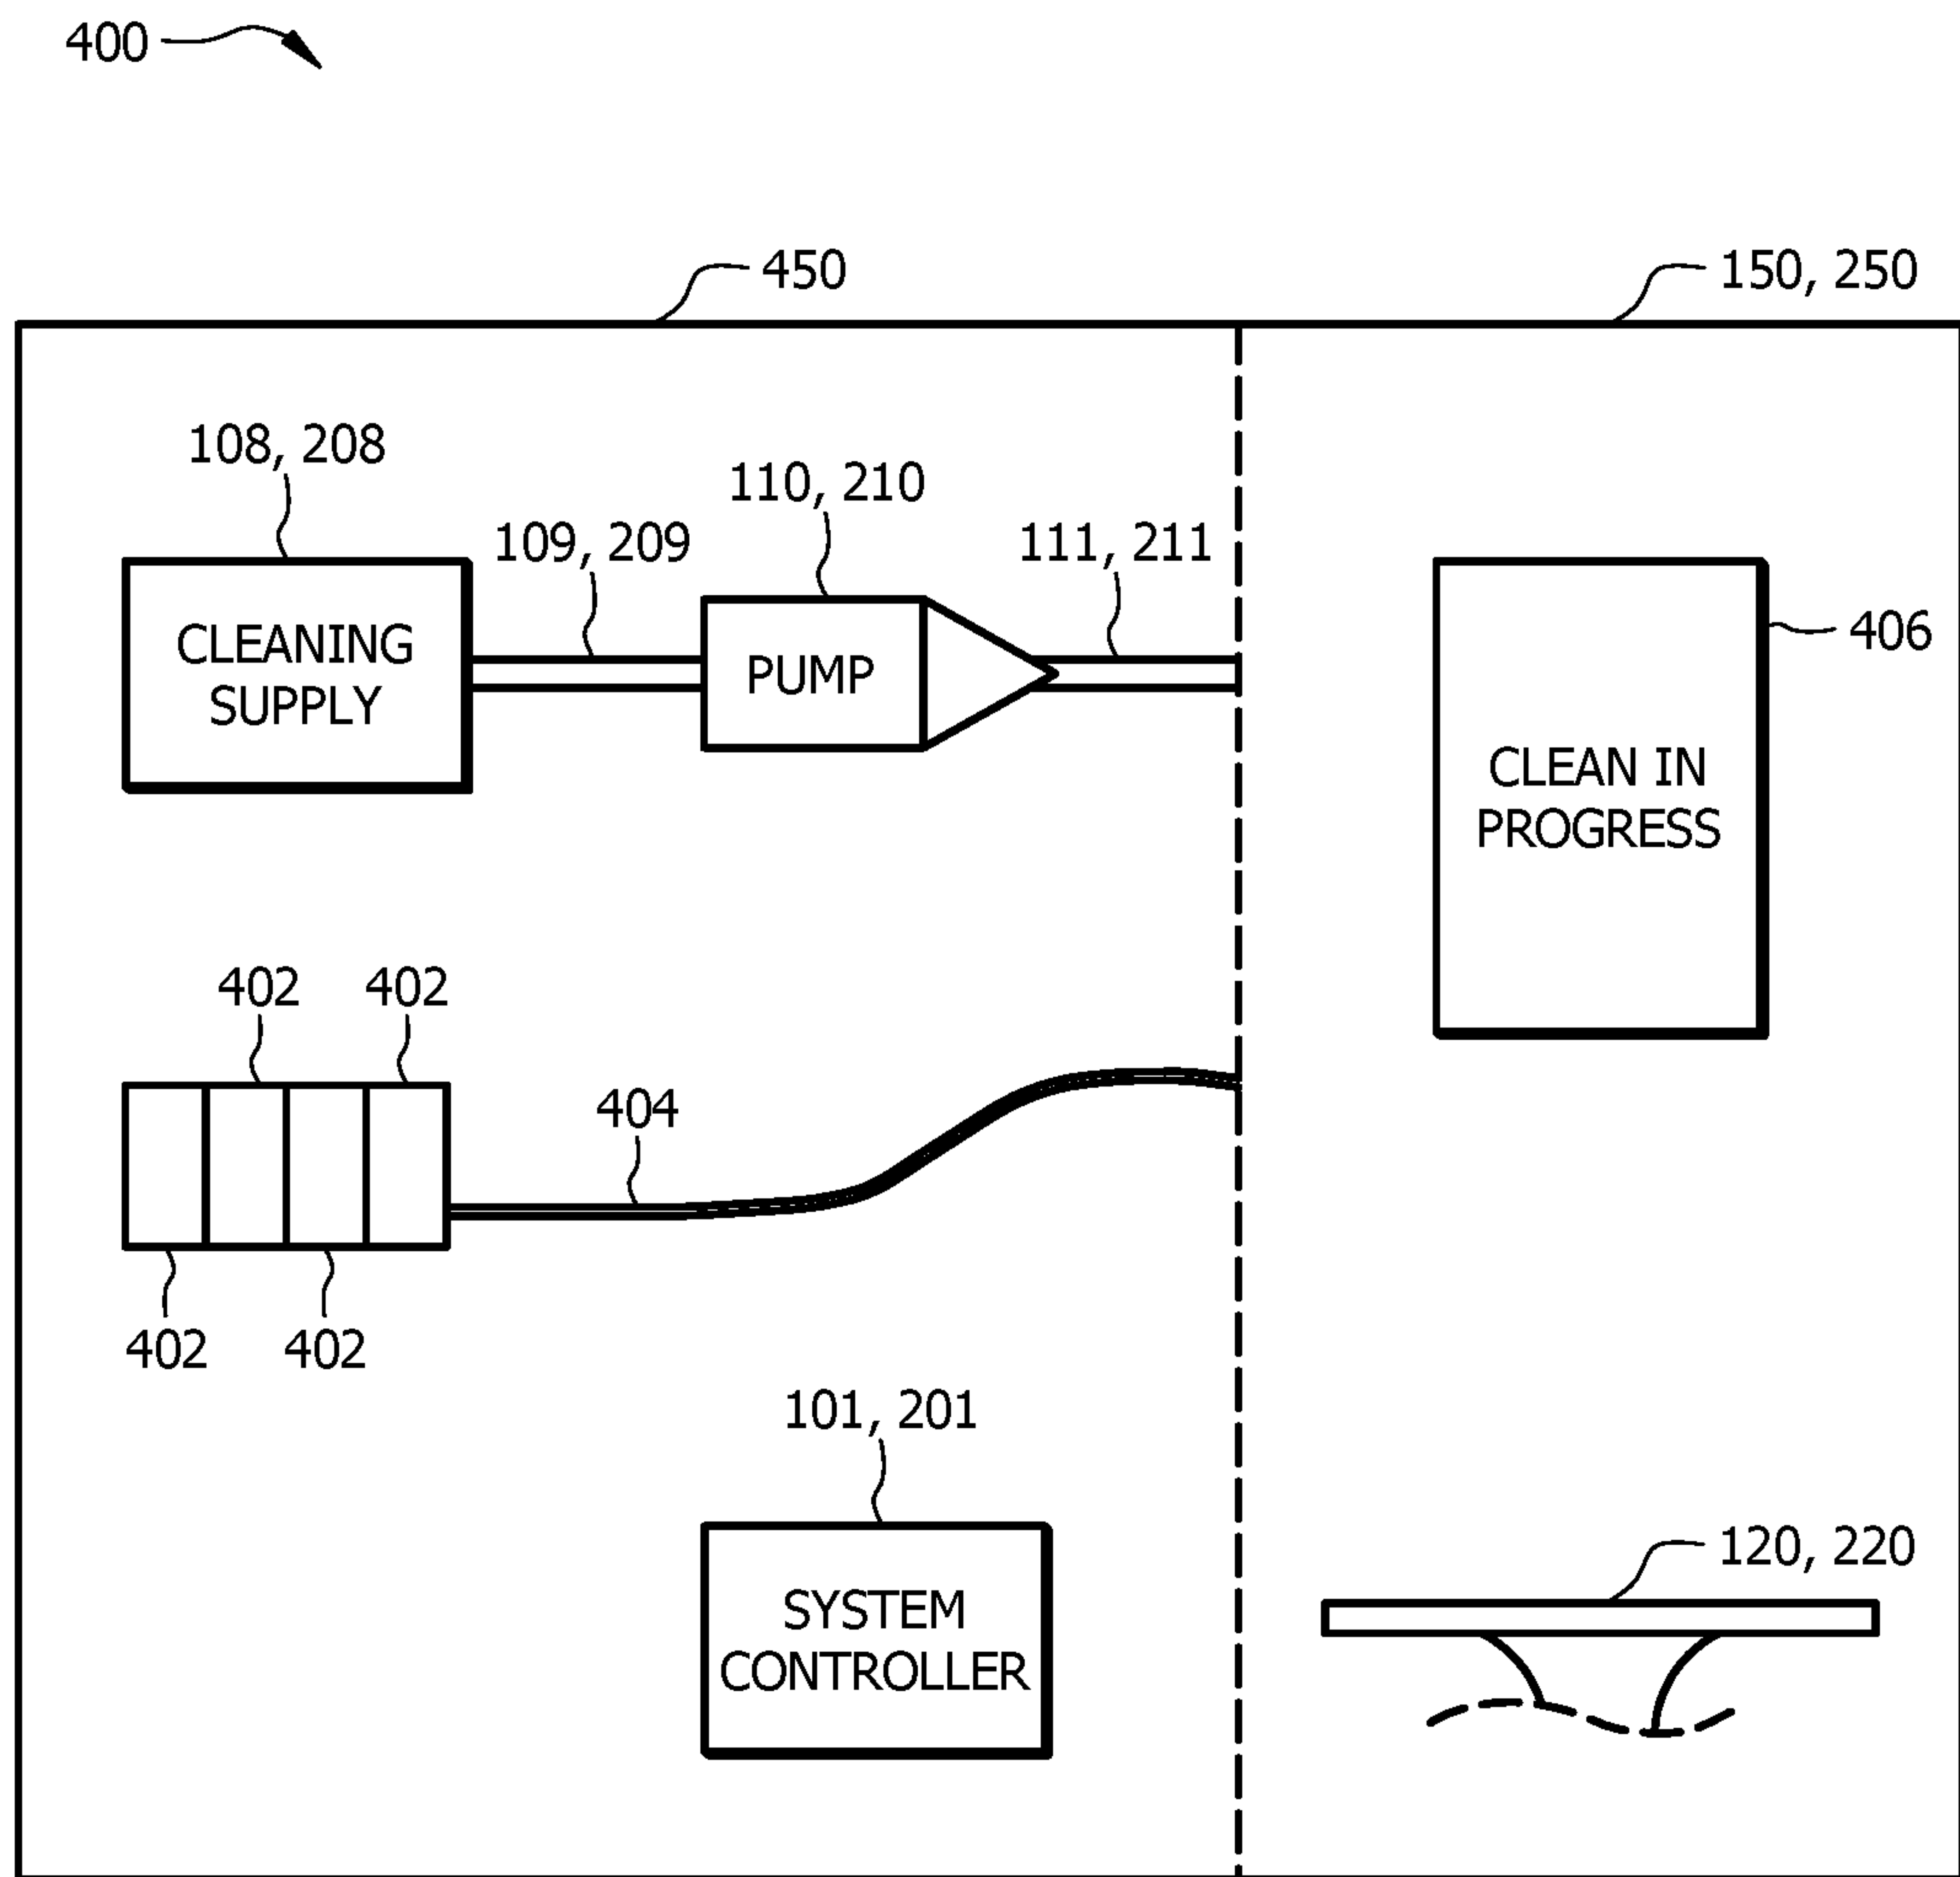 400
450
150, 250
108, 208
110, 210
109, 209
111, 211
CLEANING
SUPPLY
PUMP
406
CLEAN IN
PROGRESS
402
402
404
402
402
101, 201
SYSTEM
CONTROLLER
120, 220